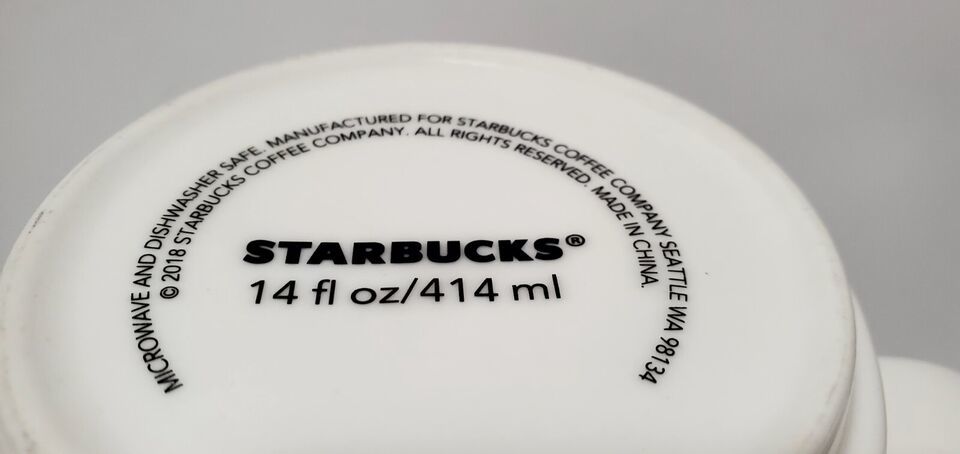 MICROWAVE AND DISHWASHER SAFE. MANUFACTURED FOR STARBUCKS COFFEE COMPANY SEATTLE WA 98134
© 2018 STARBUCKS COFFEE COMPANY. ALL RIGHTS RESERVED. MADE IN CHINA.
STARBUCKS®
14 fl oz/414 ml